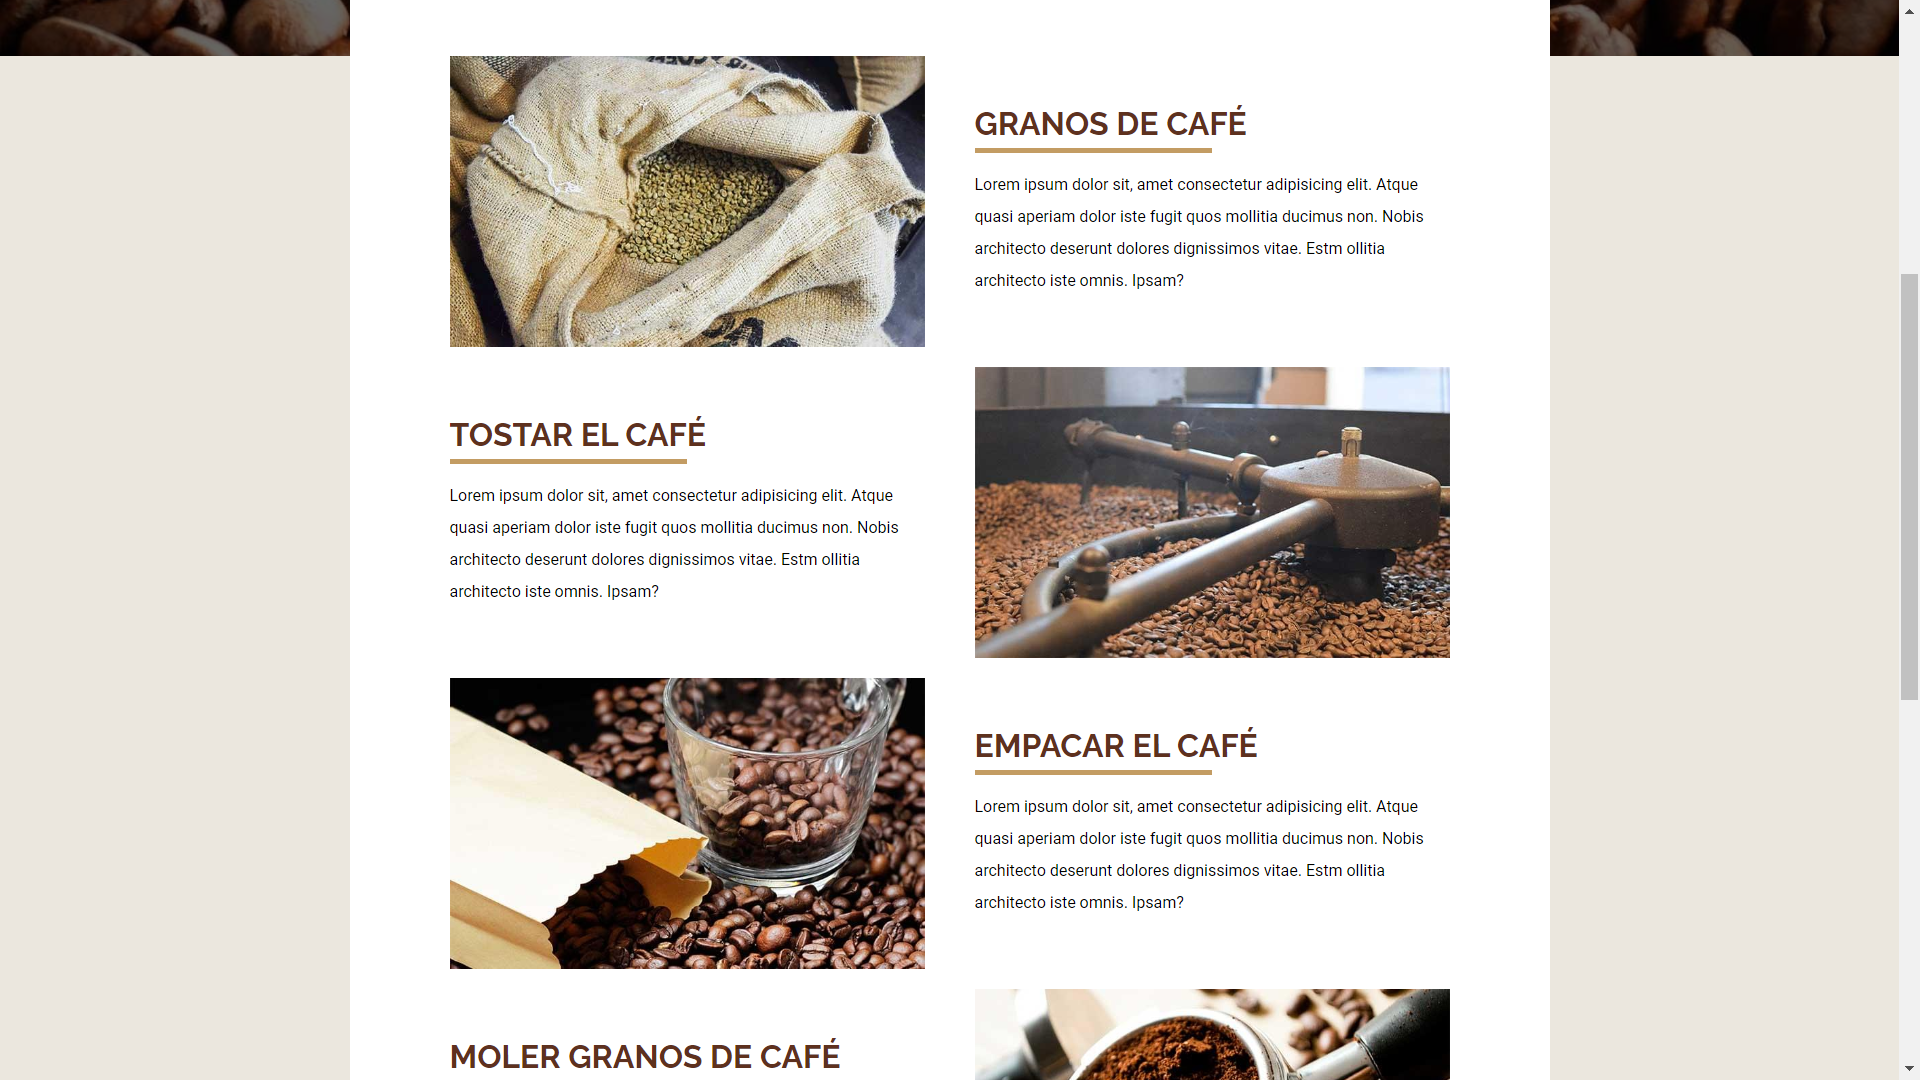 GRANOS DE CAFÉ
Lorem ipsum dolor sit, amet consectetur adipisicing elit. Atque
quasi aperiam dolor iste fugit quos mollitia ducimus non. Nobis
architecto deserunt dolores dignissimos vitae. Estm ollitia
architecto iste omnis. Ipsam?
TOSTAR EL CAFÉ
Lorem ipsum dolor sit, amet consectetur adipisicing elit. Atque
quasi aperiam dolor iste fugit quos mollitia ducimus non. Nobis
architecto deserunt dolores dignissimos vitae. Estm ollitia
architecto iste omnis. Ipsam?
EMPACAR EL CAFÉ
Lorem ipsum dolor sit, amet consectetur adipisicing elit. Atque
quasi aperiam dolor iste fugit quos mollitia ducimus non. Nobis
architecto deserunt dolores dignissimos vitae. Estm ollitia
architecto iste omnis. Ipsam?
MOLER GRANOS DE CAFÉ